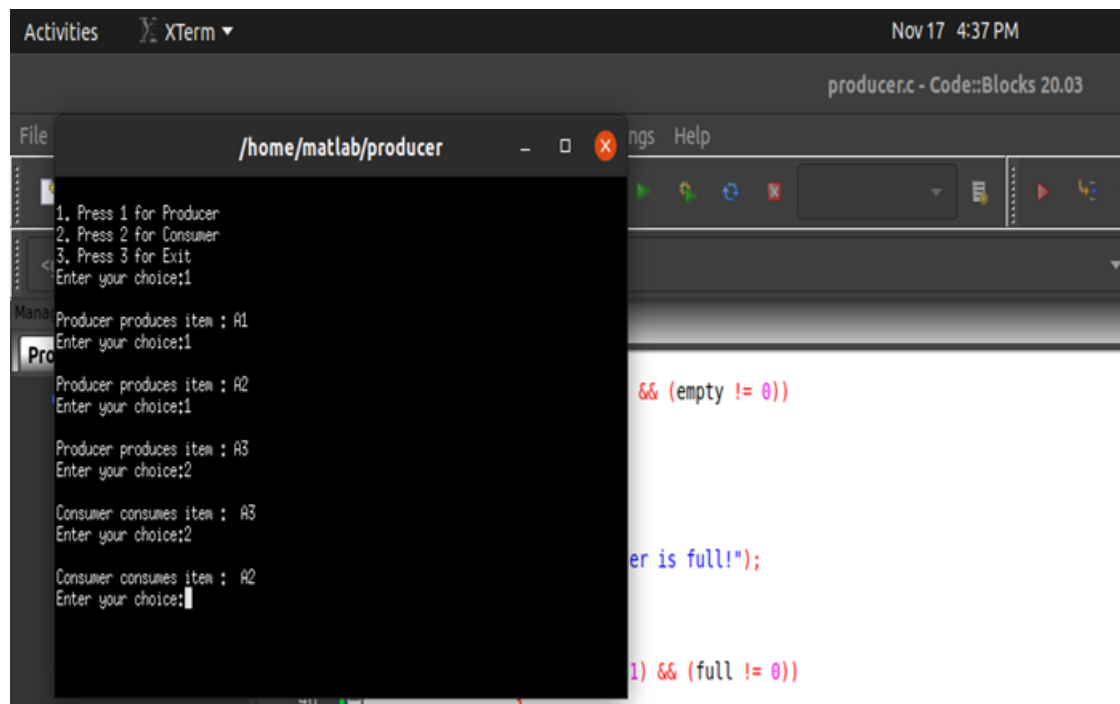 Activities XTerm Nov 17 4:37 PM
producer.c - Code::Blocks 20.03
File ngs Help
/home/matlab/producer
1. Press 1 for Producer
2. Press 2 for Consumer
3. Press 3 for Exit
Enter your choice:1
Producer produces item : A1
Enter your choice:1
Producer produces item : A2
Enter your choice:1
Producer produces item : A3
Enter your choice:2
Consumer consumes item :  A3
Enter your choice:2
Consumer consumes item :  A2
Enter your choice:
Manag
Pro
&& (empty != 0))
er is full!");
1) && (full != 0))